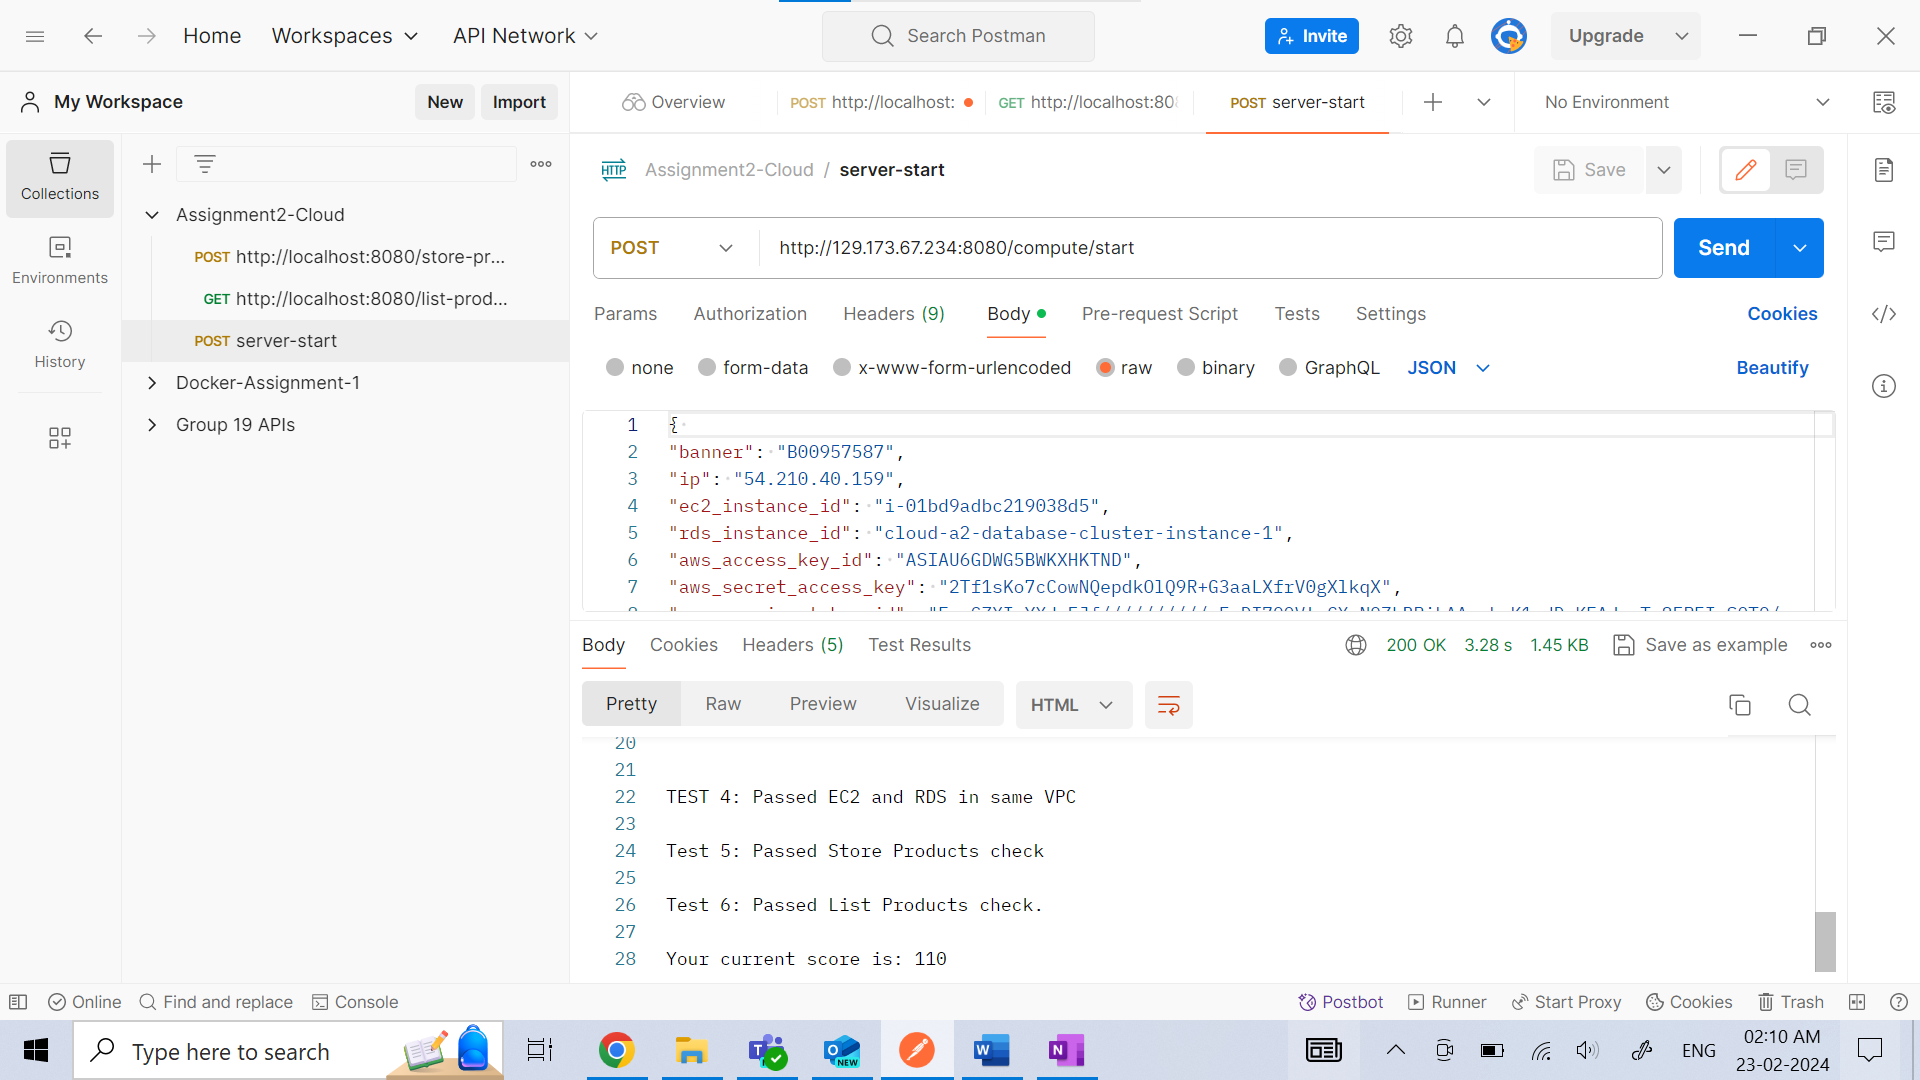 Home
Workspaces
API Network
Search Postman
Invite
Upgrade
My Workspace
New
Import
Overview
POST http://localhost:
GET http://localhost:80
POST server-start
No Environment
Collections
Environments
History
Assignment2-Cloud
POST http://localhost:8080/store-pr...
GET http://localhost:8080/list-prod...
POST server-start
Docker-Assignment-1
Group 19 APIs
HTTP Assignment2-Cloud / server-start
Save
POST
http://129.173.67.234:8080/compute/start
Send
Params
Authorization
Headers (9)
Body
Pre-request Script
Tests
Settings
Cookies
none
form-data
x-www-form-urlencoded
raw
binary
GraphQL
JSON
Beautify
1 {
2 "banner": "B00957587",
3 "ip": "54.210.40.159",
4 "ec2_instance_id": "i-01bd9adbc219038d5",
5 "rds_instance_id": "cloud-a2-database-cluster-instance-1",
6 "aws_access_key_id": "ASIAU6GDWG5BWKXHKTND",
7 "aws_secret_access_key": "2Tf1sKo7cCowNQepdkOlQ9R+G3aaLXfrV0gXlkqX",
Body
Cookies
Headers (5)
Test Results
200 OK
3.28 s
1.45 KB
Save as example
Pretty
Raw
Preview
Visualize
HTML
20
21
22 TEST 4: Passed EC2 and RDS in same VPC
23
24 Test 5: Passed Store Products check
25
26 Test 6: Passed List Products check.
27
28 Your current score is: 110
Online
Find and replace
Console
Postbot
Runner
Start Proxy
Cookies
Trash
Type here to search
NEW
ENG
02:10 AM
23-02-2024